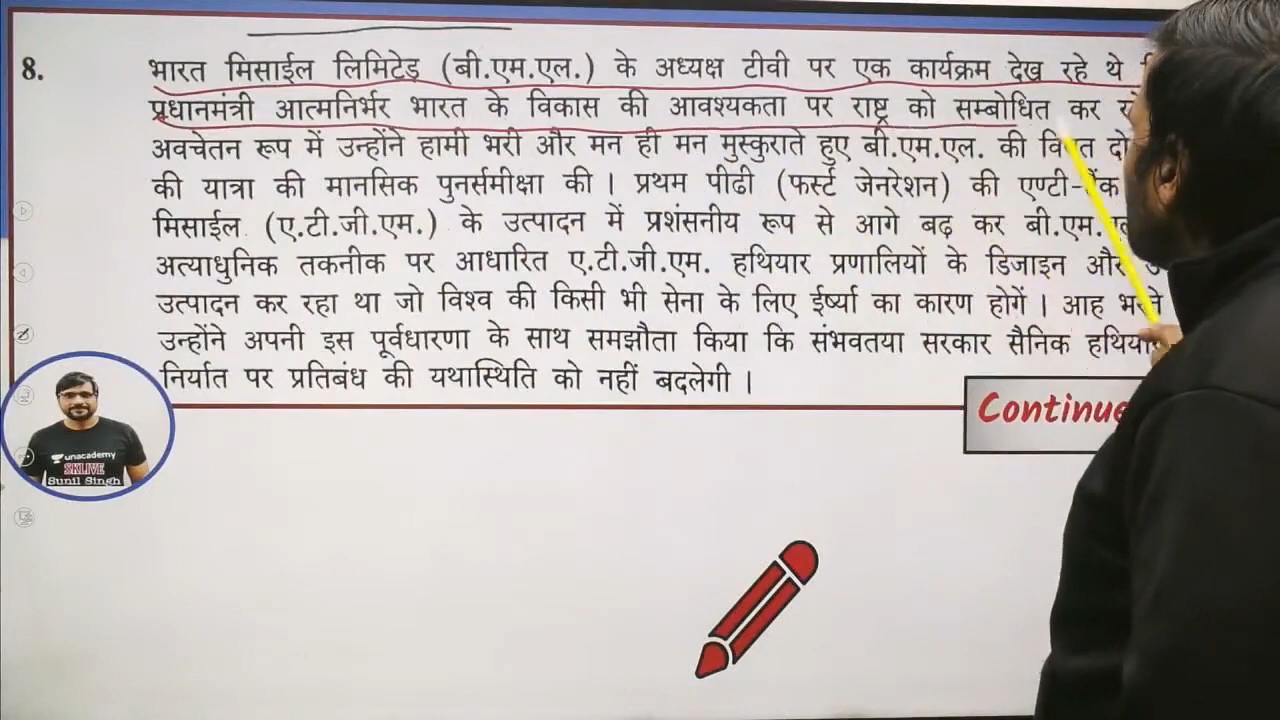 8.
भारत मिसाईल लिमिटेड (बी.एम.एल.) के अध्यक्ष टीवी पर एक कार्यक्रम देख रहे थे
प्रधानमंत्री आत्मनिर्भर भारत के विकास की आवश्यकता पर राष्ट्र को सम्बोधित कर
अवचेतन रूप में उन्होंने हामी भरी और मन ही मन मुस्कुराते हुए बी.एम.एल. की
की यात्रा की मानसिक पुनर्समीक्षा की । प्रथम पीढी (फर्स्ट जेनरेशन) की
मिसाईल (ए.टी.जी.एम.) के उत्पादन में प्रशंसनीय रूप से आगे बढ़ कर
अत्याधुनिक तकनीक पर आधारित ए.टी.जी.एम. हथियार प्रणालियों के डिजाइन
उत्पादन कर रहा था जो विश्व की किसी भी सेना के लिए ईर्ष्या का कारण होगें । आह
उन्होंने अपनी इस पूर्वधारणा के साथ समझौता किया कि संभवतया सरकार सैनिक
निर्यात पर प्रतिबंध की यथास्थिति को नहीं बदलेगी ।
Continue
unacademy
SKLIVE
Sunil Singh